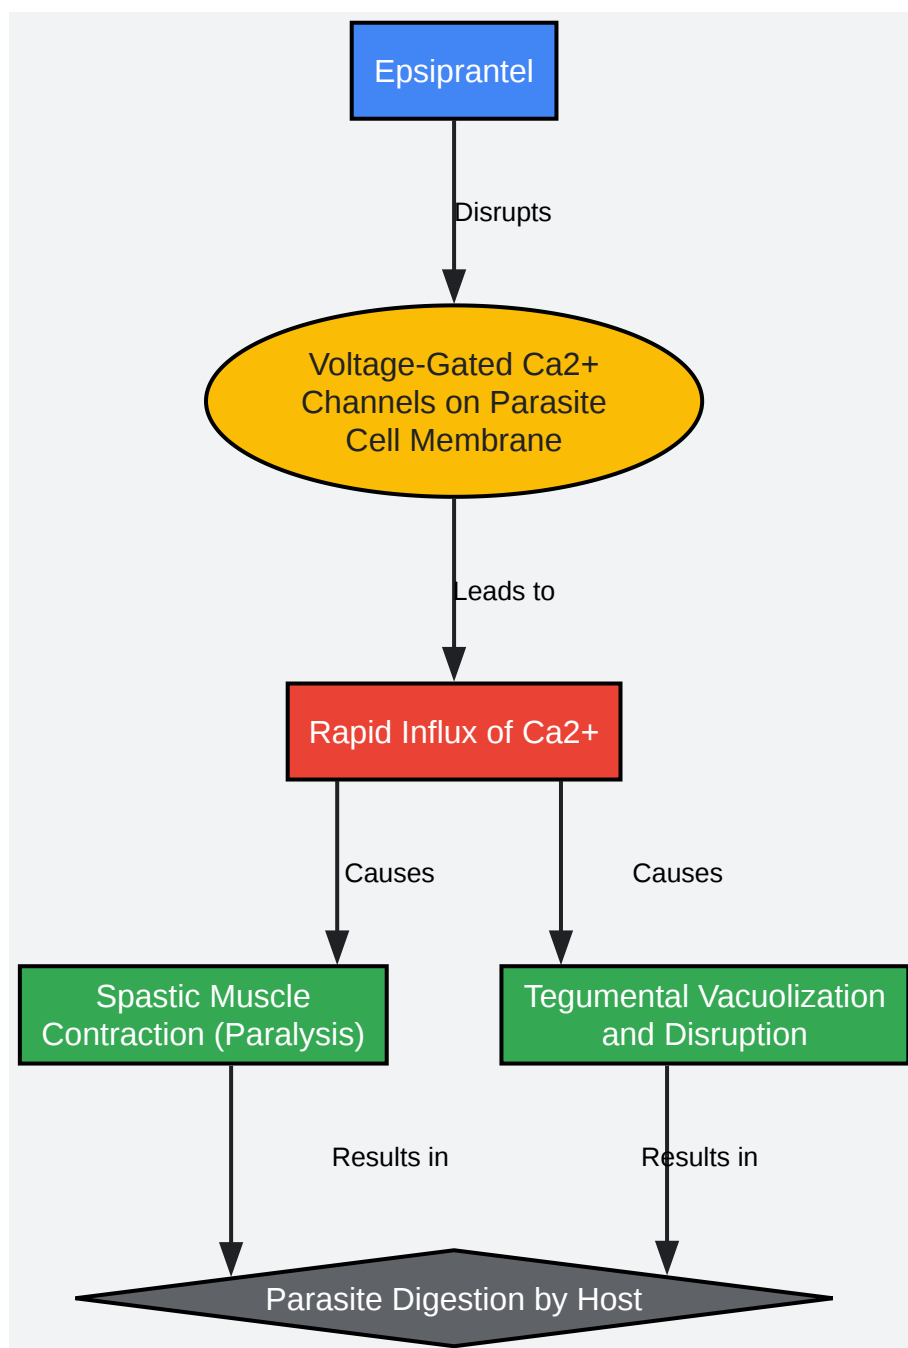 Epsiprantel
Disrupts
Voltage-Gated Ca2+
Channels on Parasite
Cell Membrane
Leads to
Rapid Influx of Ca2+
Causes
Causes
Spastic Muscle
Contraction (Paralysis)
Tegumental Vacuolization
and Disruption
Results in
Results in
Parasite Digestion by Host